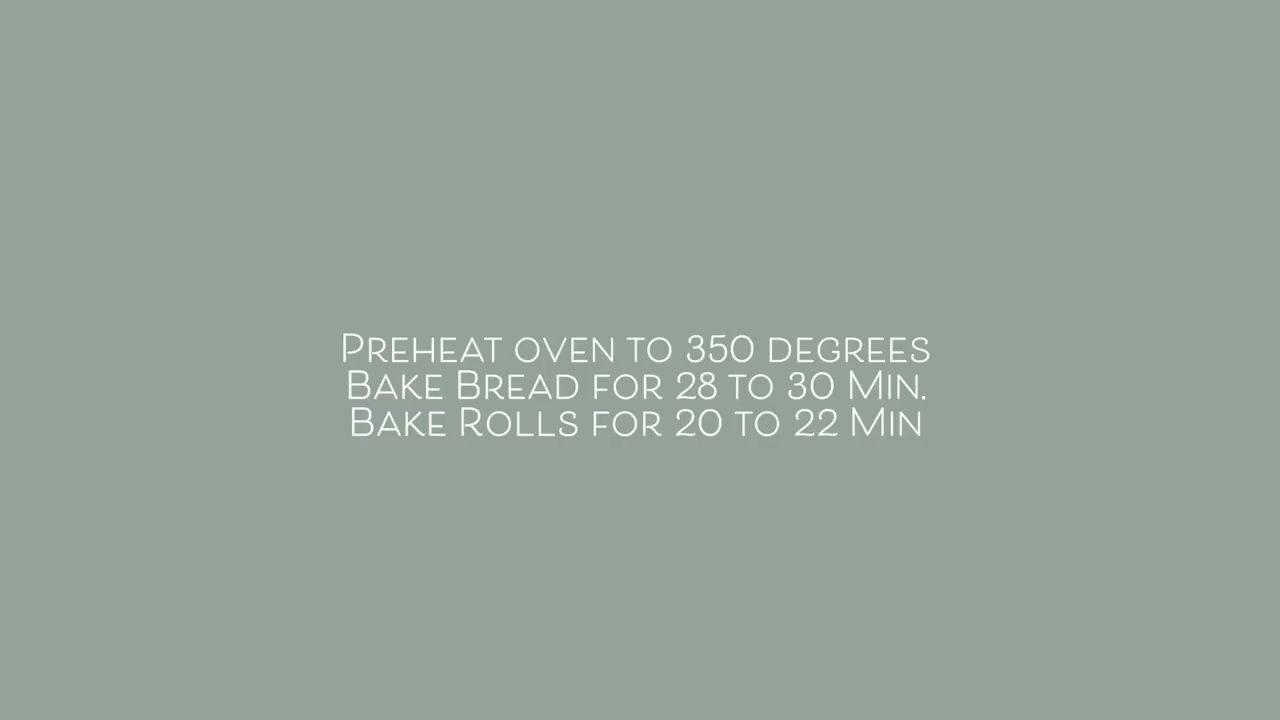 Preheat oven to 350 degrees
Bake Bread for 28 to 30 Min.
Bake Rolls for 20 to 22 Min